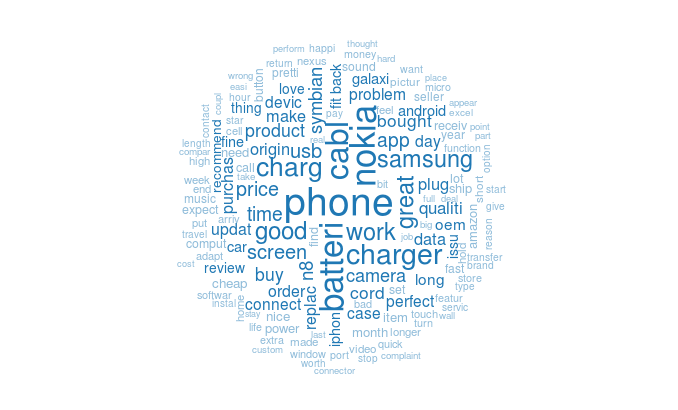 thought
perform happi
money hard
return nexus sound want
wrong pretti galaxi place
easi button symbian fit back pictur micro
hour love problem seller appear
coupl thing devic feel excel
contact star make pay nokia android
cell product cabl bought receiv point
length fine real app day year part
compar recommend need origin usb function
high call charg samsung option
take bit plug lot
week purchas price great ship short start
end phone full deal
music time qualiti give
expect arriv big oem amazon
put updat good batteri work job data issu reason
travel comput car screen find charger hold transfer
adapt n8 fast brand
cost review buy camera long store
cheap cord set type
softwar order perfect featur
instal home connect replac bad servic
stay nice case item touch wall
life power iphon month longer turn
extra made last quick
custom window port video
worth stop complaint
connector